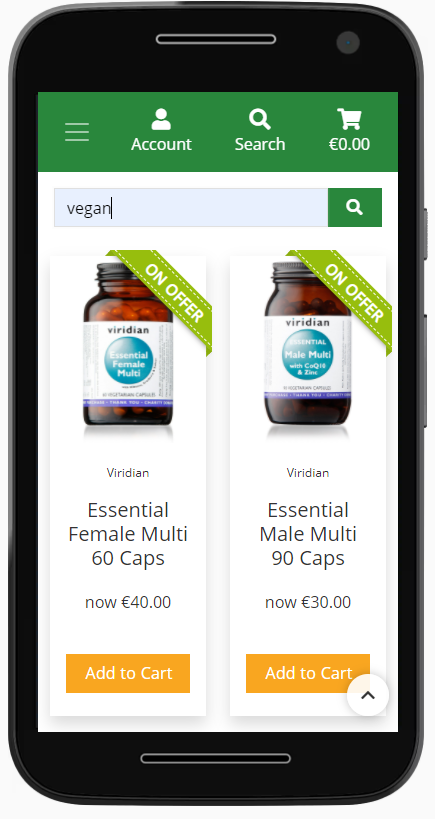 Account
Search
€0.00
vegan
ON OFFER
viridian
Essential
Female
Multi
Viridian
Essential
Female Multi
60 Caps
now €40.00
Add to Cart
ON OFFER
viridian
ESSENTIAL
Male Multi
with CoQ10
& Zinc
Viridian
Essential
Male Multi
90 Caps
now €30.00
Add to Cart